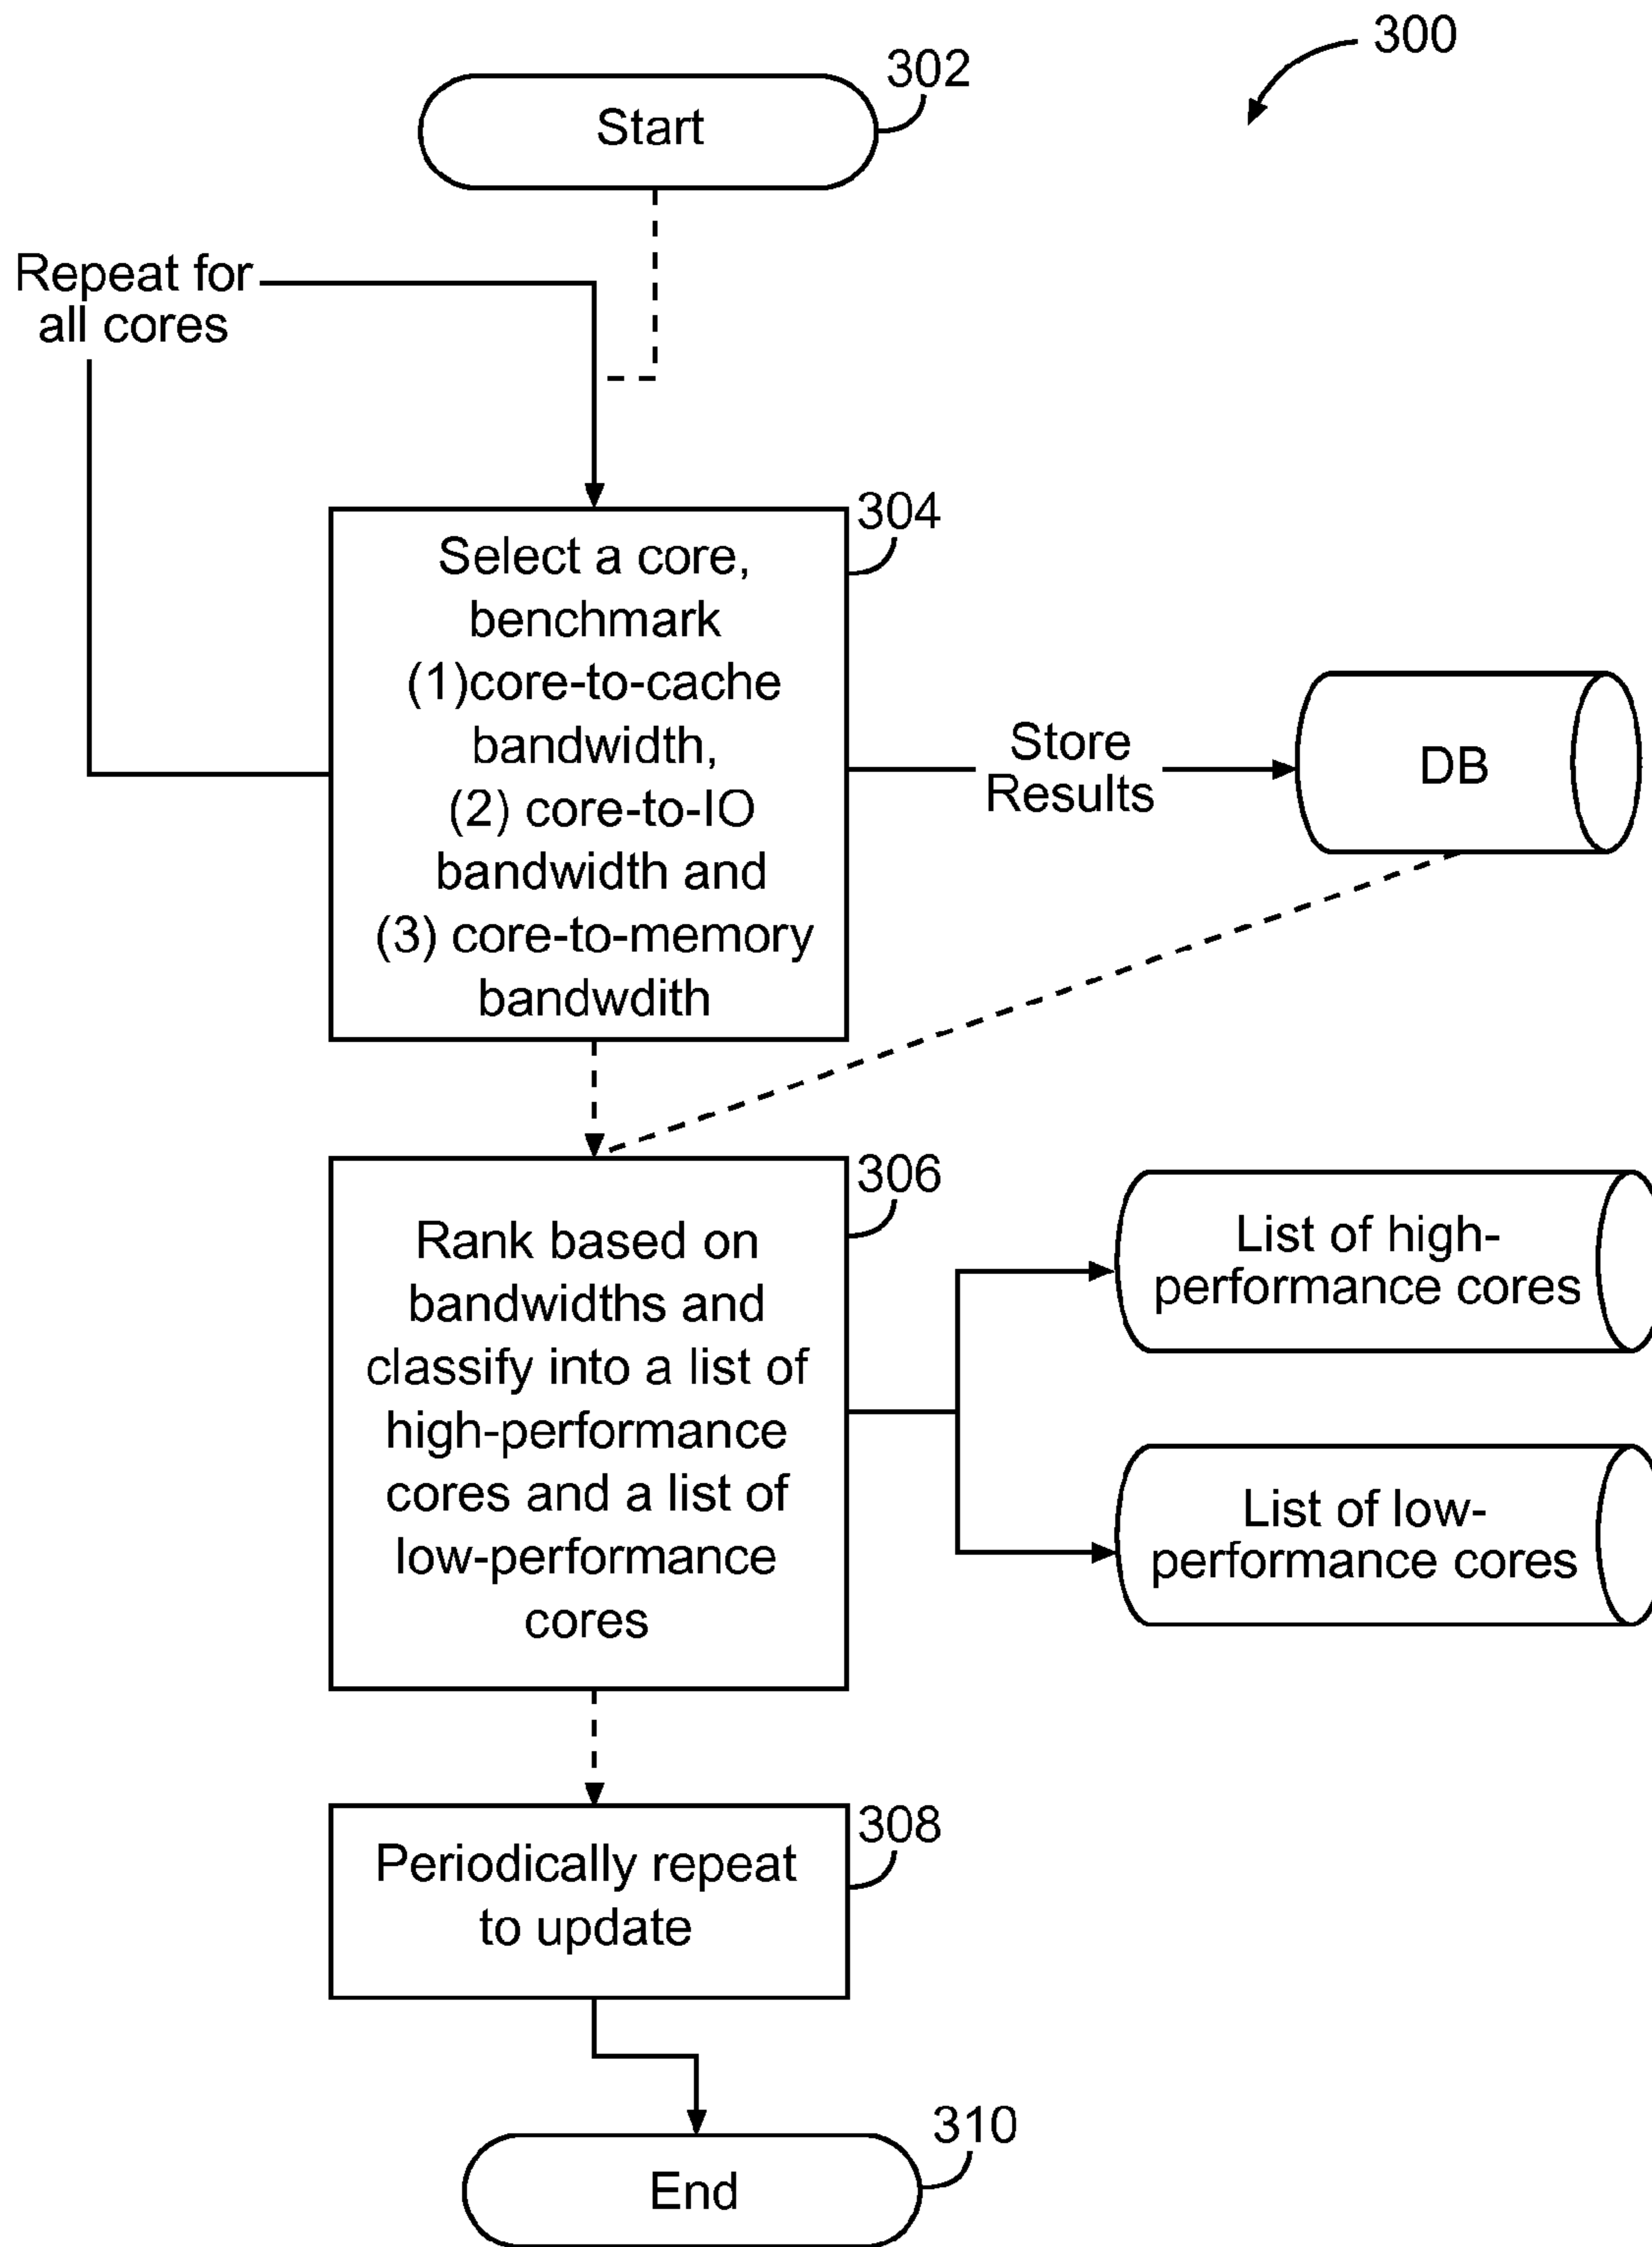 300
302
Start
Repeat for
all cores
304
Select a core,
benchmark
(1)core-to-cache
bandwidth,
(2) core-to-IO
bandwidth and
(3) core-to-memory
bandwdith
Store
Results
DB
306
Rank based on
bandwidths and
classify into a list of
high-performance
cores and a list of
low-performance
cores
List of high-
performance cores
List of low-
performance cores
308
Periodically repeat
to update
310
End